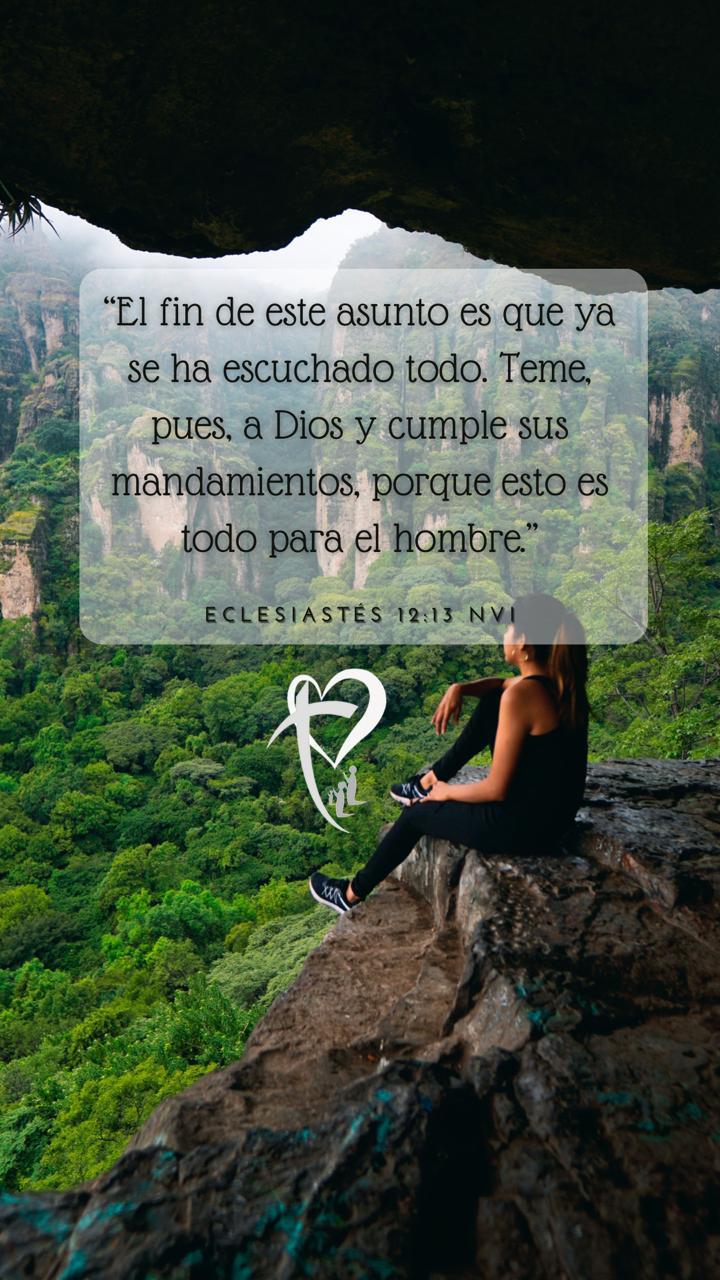 “El fin de este asunto es que ya
se ha escuchado todo. Teme,
pues, a Dios y cumple sus
mandamientos, porque esto es
todo para el hombre.”
ECLESIASTÉS 12:13 NVI